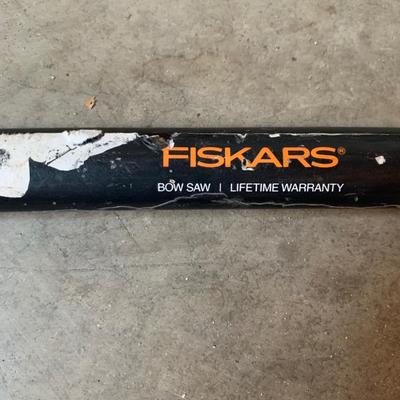 FISKARS®
BOW SAW | LIFETIME WARRANTY